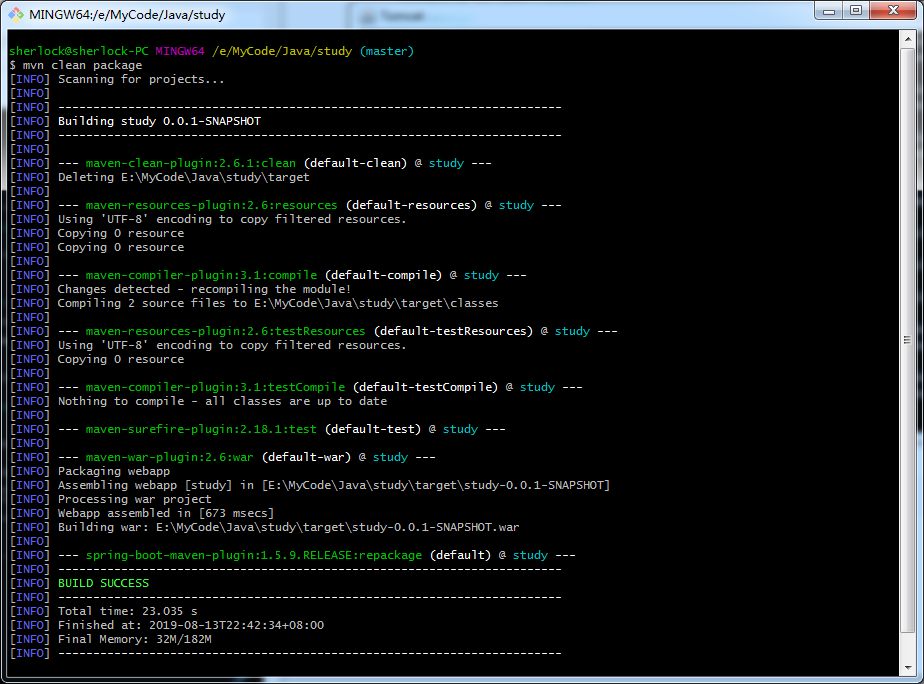 MINGW64:/e/MyCode/Java/study
sherlock@sherlock-PC MINGW64 /e/MyCode/Java/study (master)
$ mvn clean package
[INFO] Scanning for projects...
[INFO]
[INFO] ------------------------------------------------------------------------
[INFO] Building study 0.0.1-SNAPSHOT
[INFO] ------------------------------------------------------------------------
[INFO]
[INFO] --- maven-clean-plugin:2.6.1:clean (default-clean) @ study ---
[INFO] Deleting E:\MyCode\Java\study\target
[INFO]
[INFO] --- maven-resources-plugin:2.6:resources (default-resources) @ study ---
[INFO] Using 'UTF-8' encoding to copy filtered resources.
[INFO] Copying 0 resource
[INFO] Copying 0 resource
[INFO]
[INFO] --- maven-compiler-plugin:3.1:compile (default-compile) @ study ---
[INFO] Changes detected - recompiling the module!
[INFO] Compiling 2 source files to E:\MyCode\Java\study\target\classes
[INFO]
[INFO] --- maven-resources-plugin:2.6:testResources (default-testResources) @ study ---
[INFO] Using 'UTF-8' encoding to copy filtered resources.
[INFO] Copying 0 resource
[INFO]
[INFO] --- maven-compiler-plugin:3.1:testCompile (default-testCompile) @ study ---
[INFO] Nothing to compile - all classes are up to date
[INFO]
[INFO] --- maven-surefire-plugin:2.18.1:test (default-test) @ study ---
[INFO]
[INFO] --- maven-war-plugin:2.6:war (default-war) @ study ---
[INFO] Packaging webapp
[INFO] Assembling webapp [study] in [E:\MyCode\Java\study\target\study-0.0.1-SNAPSHOT]
[INFO] Processing war project
[INFO] Webapp assembled in [673 msecs]
[INFO] Building war: E:\MyCode\Java\study\target\study-0.0.1-SNAPSHOT.war
[INFO]
[INFO] --- spring-boot-maven-plugin:1.5.9.RELEASE:repackage (default) @ study ---
[INFO] ------------------------------------------------------------------------
[INFO] BUILD SUCCESS
[INFO] ------------------------------------------------------------------------
[INFO] Total time: 23.035 s
[INFO] Finished at: 2019-08-13T22:42:34+08:00
[INFO] Final Memory: 32M/182M
[INFO] ------------------------------------------------------------------------